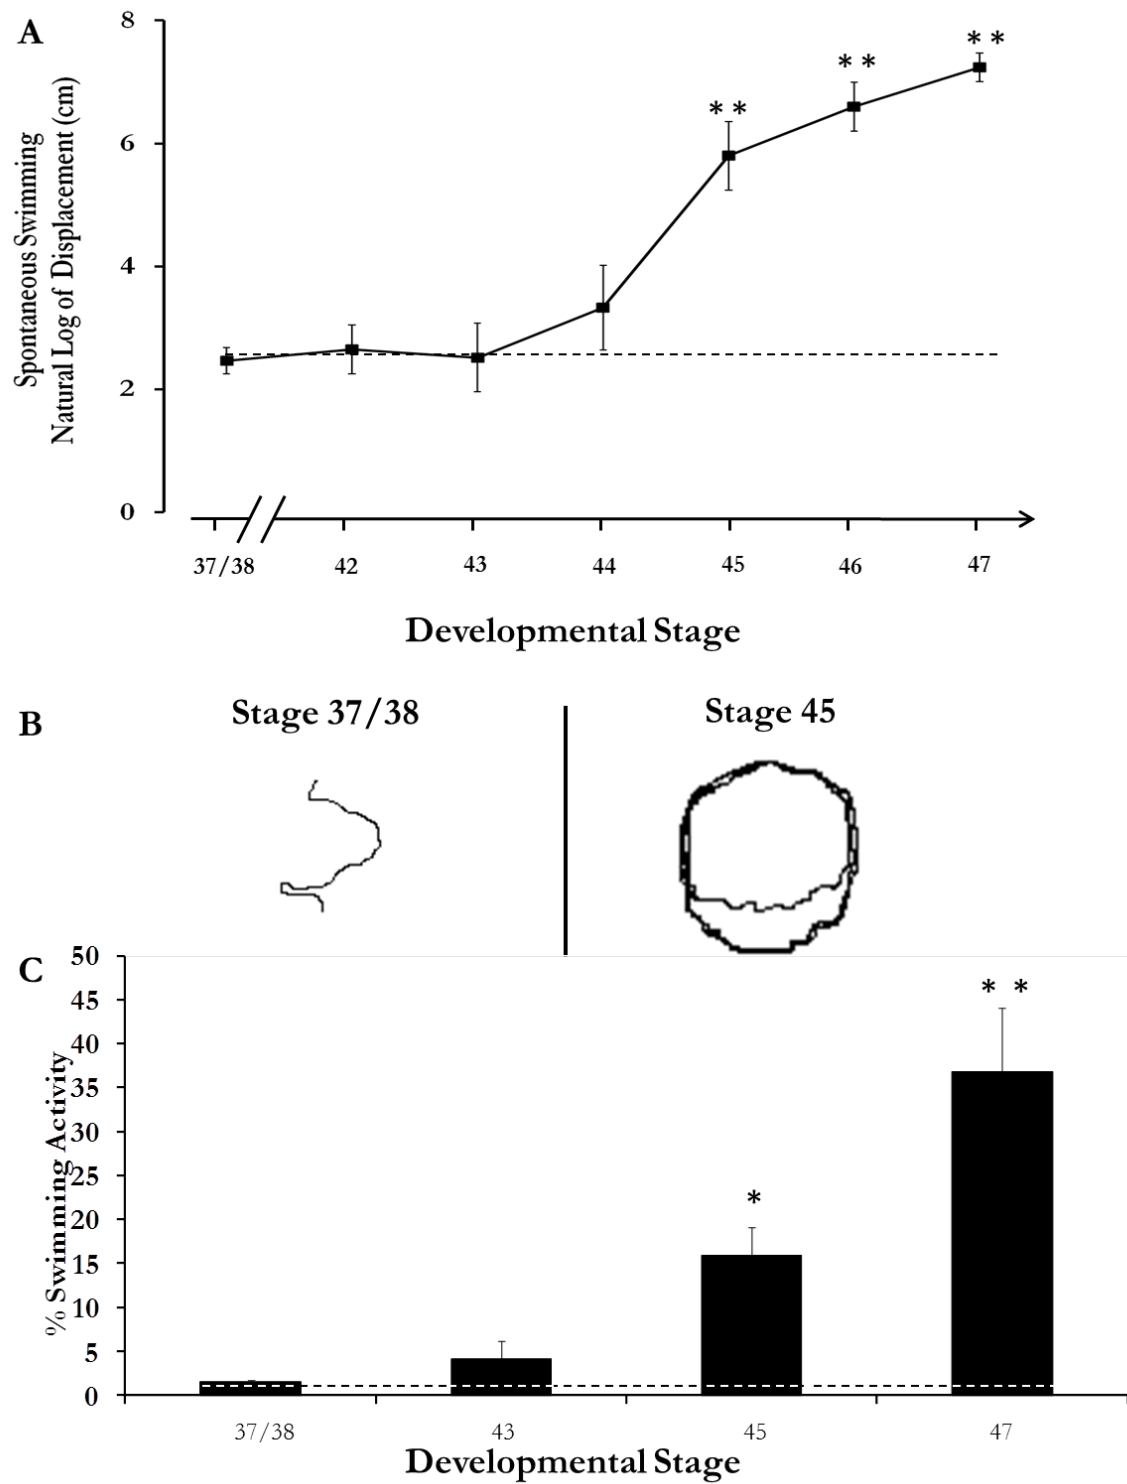 A
Spontaneous Swimming
Natural Log of Displacement (cm)
8
6
4
2
0
**
**
**
37/38 42 43 44 45 46 47
Developmental Stage
B
Stage 37/38
Stage 45
C
% Swimming Activity
50
45
40
35
30
25
20
15
10
5
0
*
* *
37/38 43 45 47
Developmental Stage